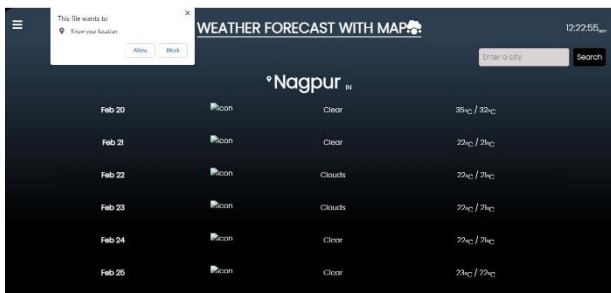 This file wants to
Know your location
Allow Block
WEATHER FORECAST WITH MAP
12:22:55
Enter a city Search
Nagpur IN
Feb 20 icon Clear 35°C / 32°C
Feb 21 icon Clear 22°C / 21°C
Feb 22 icon Clouds 22°C / 21°C
Feb 23 icon Clouds 22°C / 21°C
Feb 24 icon Clear 22°C / 21°C
Feb 25 icon Clear 23°C / 22°C